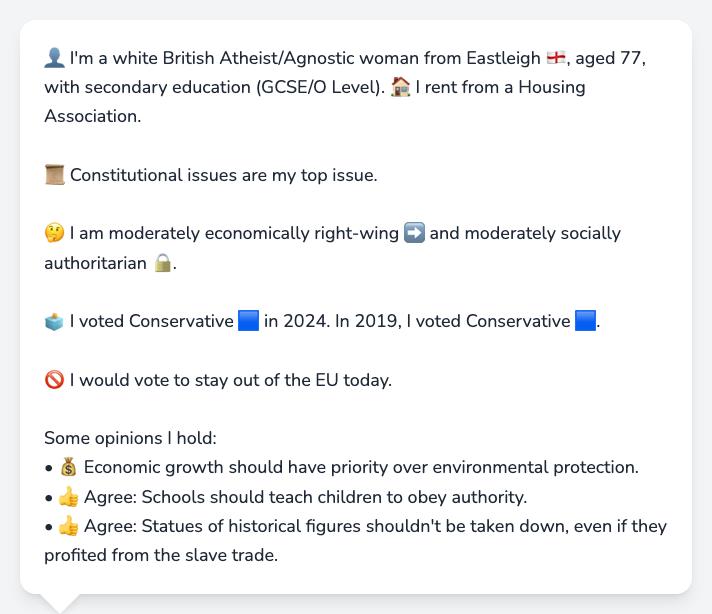 👤 I'm a white British Atheist/Agnostic woman from Eastleigh 🏴󠁧󠁢󠁥󠁮󠁧󠁿, aged 77,
with secondary education (GCSE/O Level). 🏠 I rent from a Housing
Association.
📜 Constitutional issues are my top issue.
🤔 I am moderately economically right-wing ➡️ and moderately socially
authoritarian 🔒.
🗳️ I voted Conservative 🟦 in 2024. In 2019, I voted Conservative 🟦.
🚫 I would vote to stay out of the EU today.
Some opinions I hold:
• 💰 Economic growth should have priority over environmental protection.
• 👍 Agree: Schools should teach children to obey authority.
• 👍 Agree: Statues of historical figures shouldn't be taken down, even if they
profited from the slave trade.